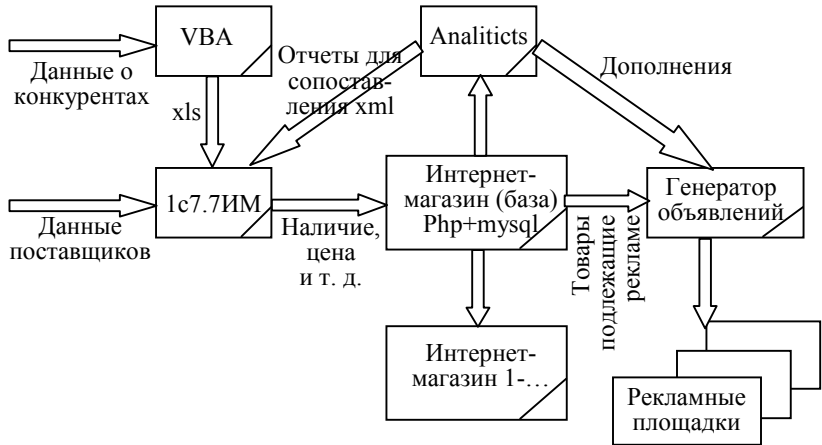 VBA
Analiticts
Данные о
конкурентах
xls
Отчеты для
сопостав-
ления xml
Дополнения
1с7.7ИМ
Данные
поставщиков
Наличие,
цена
и т. д.
Интернет-
магазин (база)
Php+mysql
Товары
подлежащие
рекламе
Генератор
объявлений
Интернет-
магазин 1-...
Рекламные
площадки